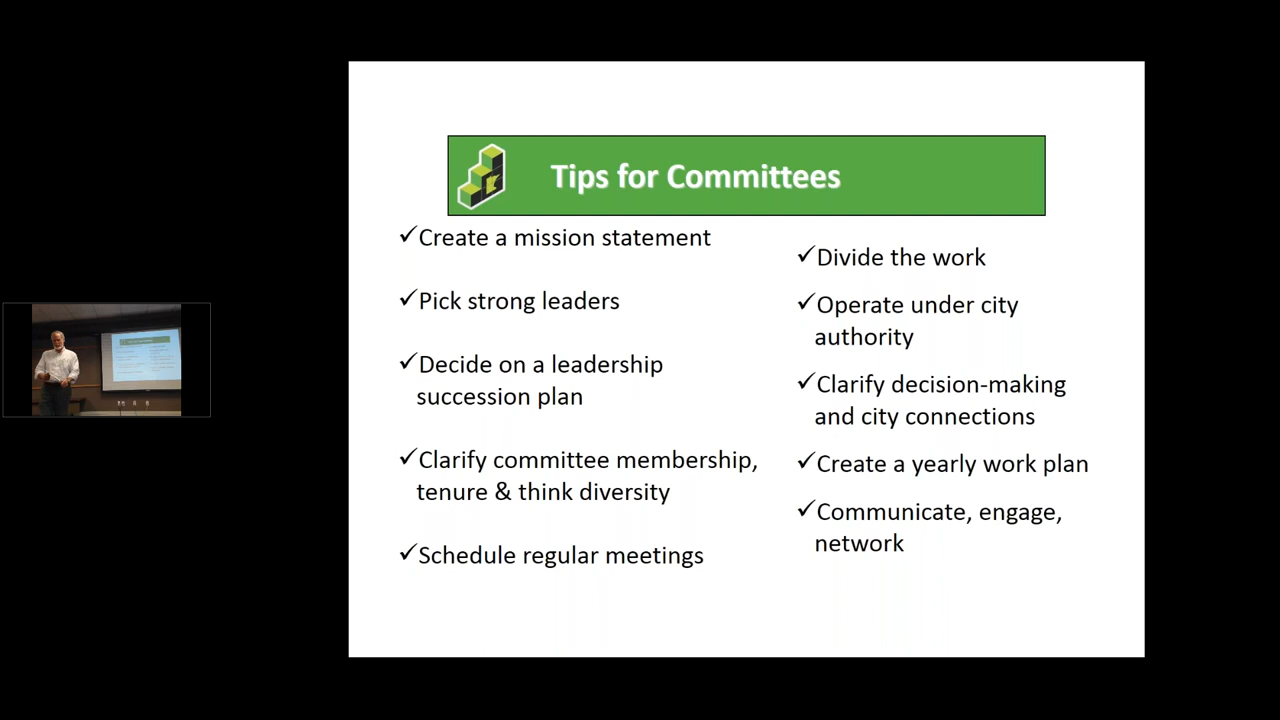 Tips for Committees
✓Create a mission statement
✓Pick strong leaders
✓Decide on a leadership
succession plan
✓Clarify committee membership,
tenure & think diversity
✓Schedule regular meetings
✓Divide the work
✓Operate under city
authority
✓Clarify decision-making
and city connections
✓Create a yearly work plan
✓Communicate, engage,
network